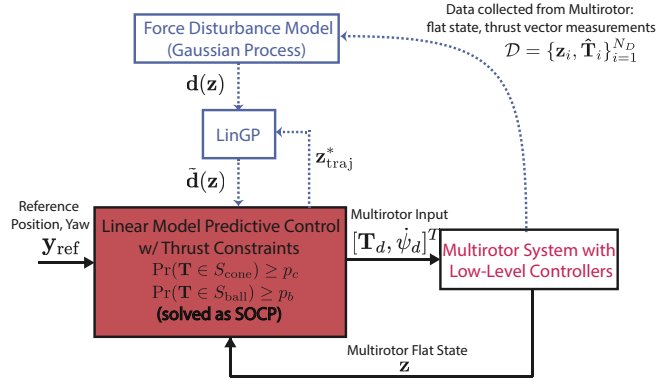 Force Disturbance Model
(Gaussian Process)
Data collected from Multirotor:
flat state, thrust vector measurements
𝒟 = {𝐳ᵢ, 𝐓̂ᵢ}ᵢ₌₁^{N_D}
𝐝(𝐳)
LinGP
𝐳*_traj
𝐝̃(𝐳)
Reference
Position, Yaw
𝐲_ref
Linear Model Predictive Control
w/ Thrust Constraints
Pr(𝐓 ∈ S_cone) ≥ p_c
Pr(𝐓 ∈ S_ball) ≥ p_b
(solved as SOCP)
Multirotor Input
[𝐓_d, ψ̇_d]^T
Multirotor System with
Low-Level Controllers
Multirotor Flat State
𝐳